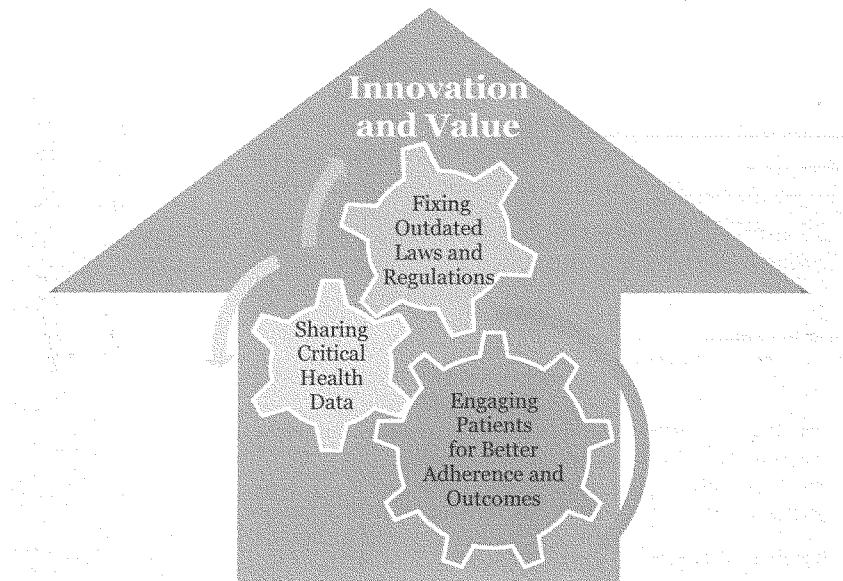 Innovation
and Value
Fixing
Outdated
Laws and
Regulations
Sharing
Critical
Health
Data
Engaging
Patients
for Better
Adherence and
Outcomes